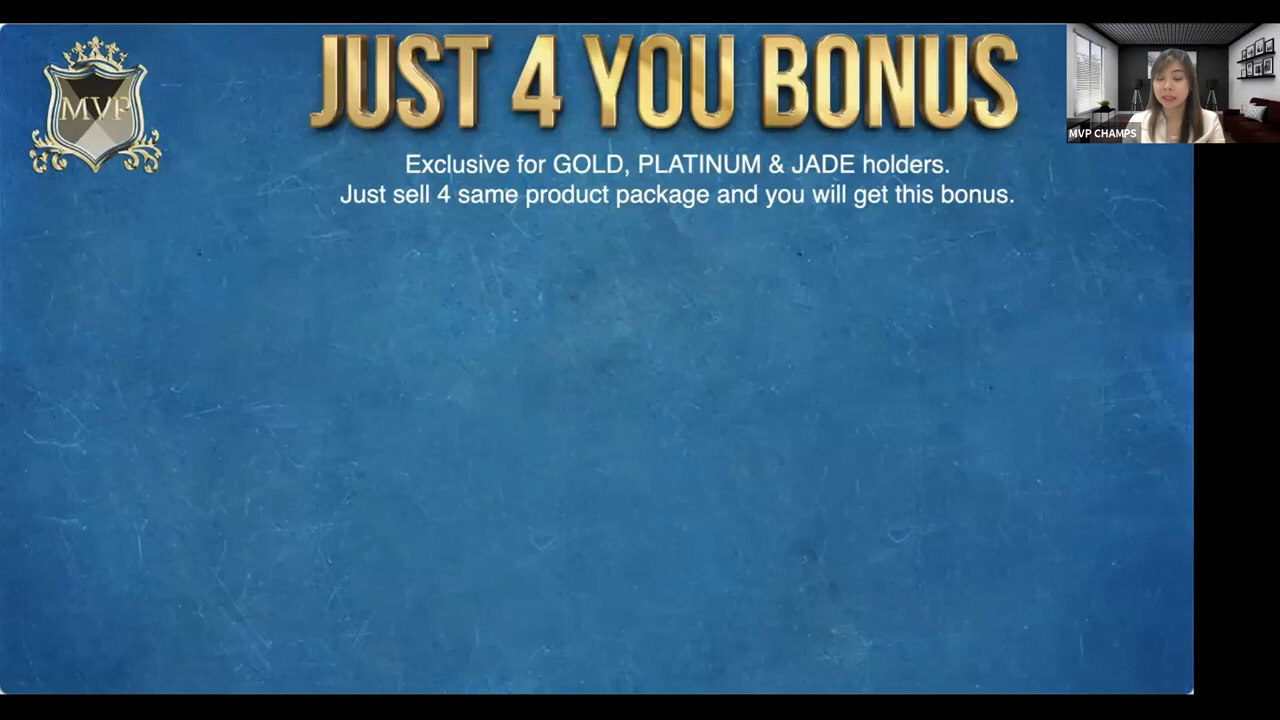 MVP
JUST 4 YOU BONUS
Exclusive for GOLD, PLATINUM & JADE holders.
Just sell 4 same product package and you will get this bonus.
MVP CHAMPS